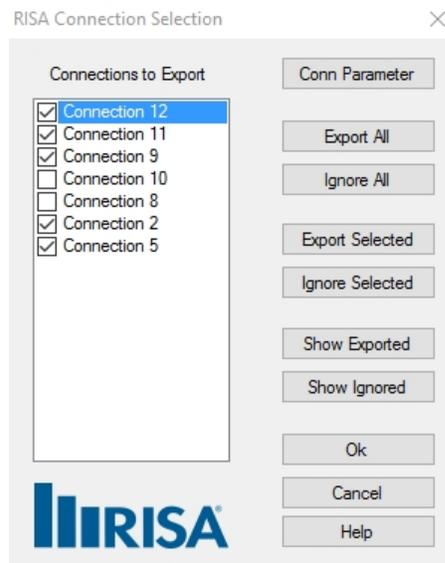 RISA Connection Selection
Connections to Export
Connection 12
Connection 11
Connection 9
Connection 10
Connection 8
Connection 2
Connection 5
Conn Parameter
Export All
Ignore All
Export Selected
Ignore Selected
Show Exported
Show Ignored
Ok
Cancel
Help
RISA